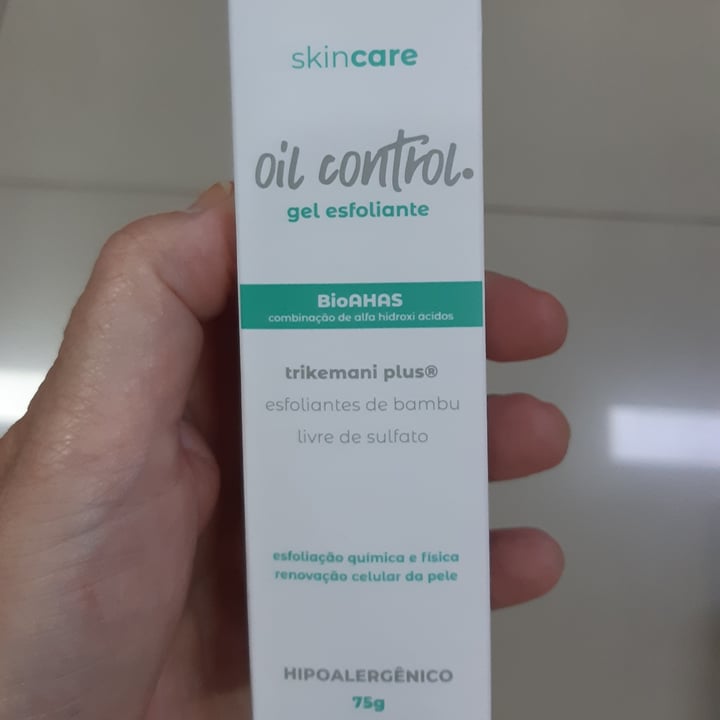 skincare
oil control.
gel esfoliante
BioAHAS
combinação de alfa hidroxi ácidos
trikemani plus®
esfoliantes de bambu
livre de sulfato
esfoliação química e física
renovação celular da pele
HIPOALERGÊNICO
75g